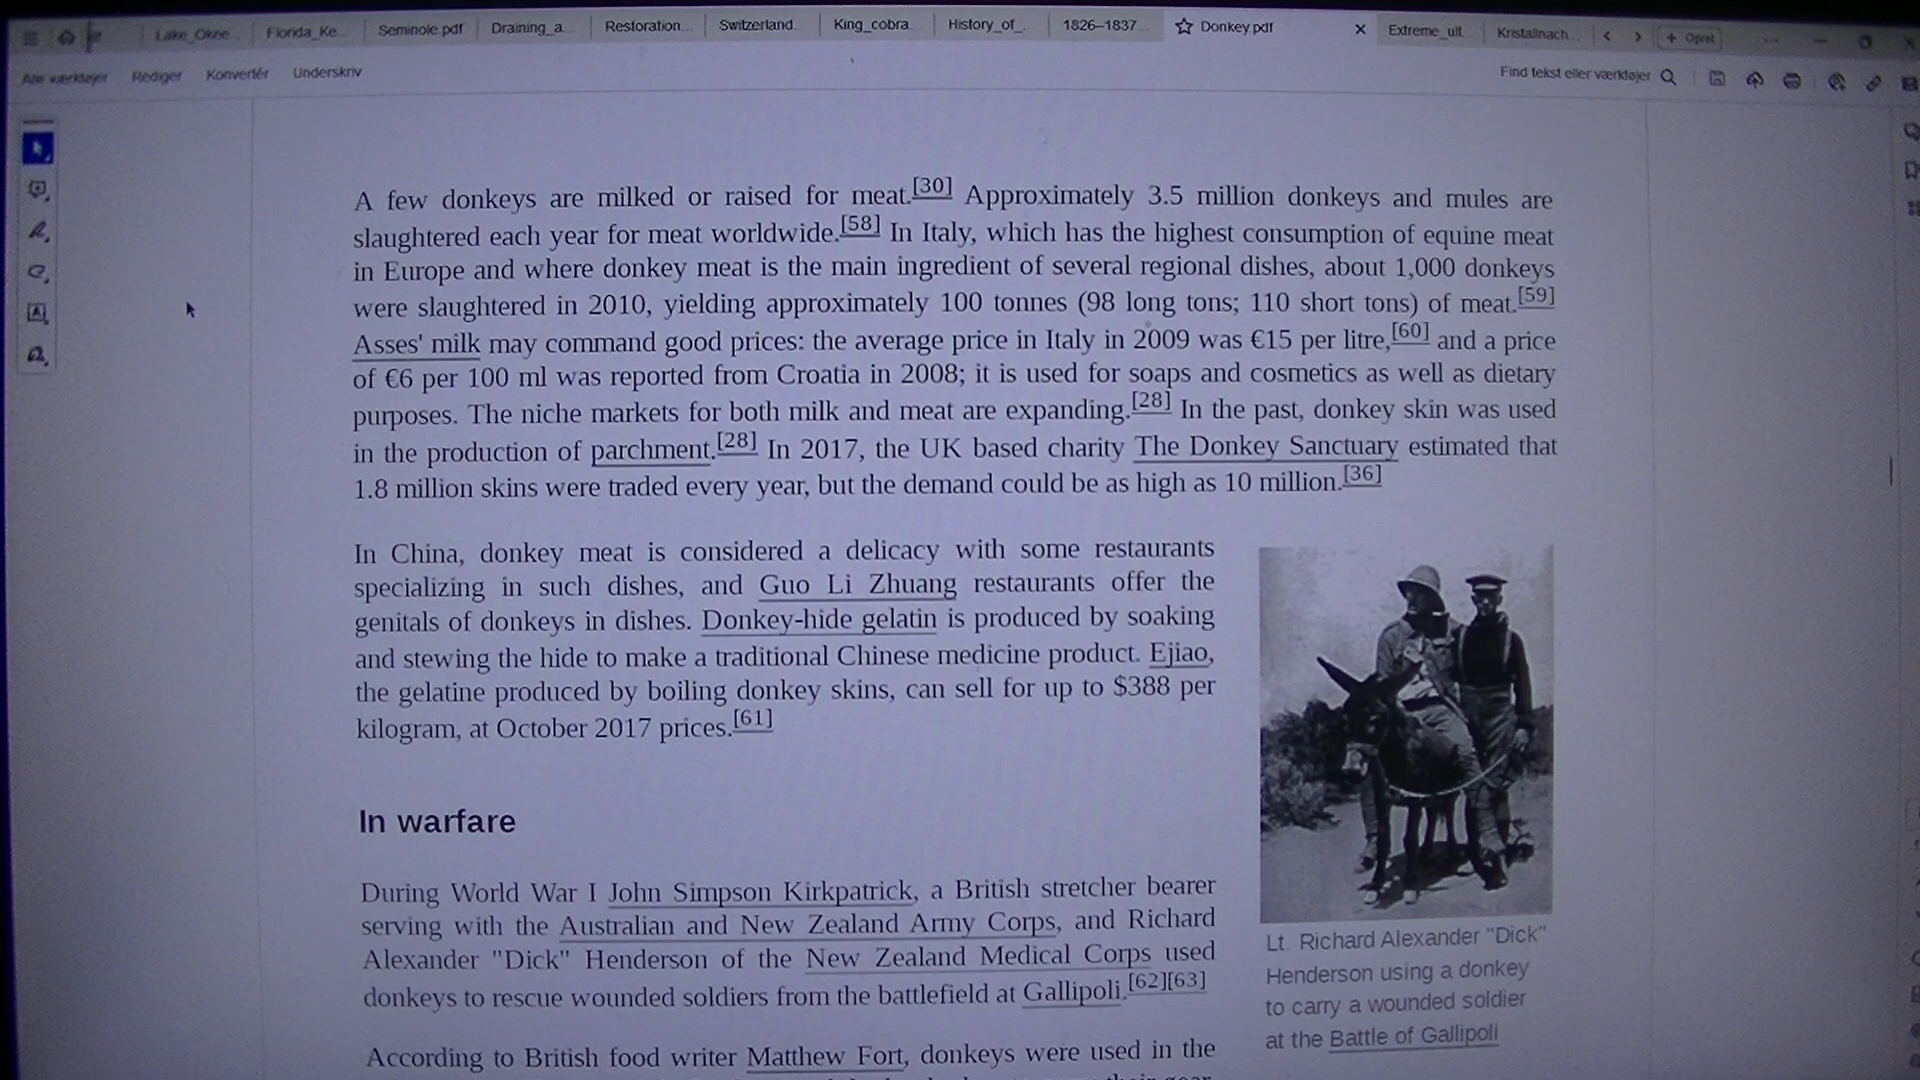 Lake_Okee...
Florida_Ke...
Seminole.pdf
Draining_a...
Restoration...
Switzerland...
King_cobra...
History_of_...
1826–1837...
Donkey.pdf
Extreme_ult...
Kristallnach...
+ Opret
Alle værktøjer
Rediger
Konvertér
Underskriv
Find tekst eller værktøjer
A few donkeys are milked or raised for meat.[30] Approximately 3.5 million donkeys and mules are
slaughtered each year for meat worldwide.[58] In Italy, which has the highest consumption of equine meat
in Europe and where donkey meat is the main ingredient of several regional dishes, about 1,000 donkeys
were slaughtered in 2010, yielding approximately 100 tonnes (98 long tons; 110 short tons) of meat.[59]
Asses' milk may command good prices: the average price in Italy in 2009 was €15 per litre,[60] and a price
of €6 per 100 ml was reported from Croatia in 2008; it is used for soaps and cosmetics as well as dietary
purposes. The niche markets for both milk and meat are expanding.[28] In the past, donkey skin was used
in the production of parchment.[28] In 2017, the UK based charity The Donkey Sanctuary estimated that
1.8 million skins were traded every year, but the demand could be as high as 10 million.[36]
In China, donkey meat is considered a delicacy with some restaurants
specializing in such dishes, and Guo Li Zhuang restaurants offer the
genitals of donkeys in dishes. Donkey-hide gelatin is produced by soaking
and stewing the hide to make a traditional Chinese medicine product. Ejiao,
the gelatine produced by boiling donkey skins, can sell for up to $388 per
kilogram, at October 2017 prices.[61]
In warfare
During World War I John Simpson Kirkpatrick, a British stretcher bearer
serving with the Australian and New Zealand Army Corps, and Richard
Alexander "Dick" Henderson of the New Zealand Medical Corps used
donkeys to rescue wounded soldiers from the battlefield at Gallipoli.[62][63]
According to British food writer Matthew Fort, donkeys were used in the
their gear,
Lt. Richard Alexander "Dick"
Henderson using a donkey
to carry a wounded soldier
at the Battle of Gallipoli